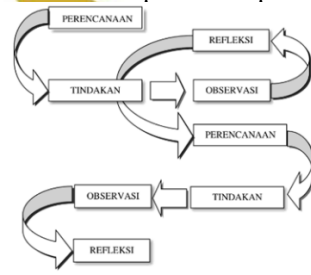 PERENCANAAN
REFLEKSI
TINDAKAN
OBSERVASI
PERENCANAAN
OBSERVASI
TINDAKAN
REFLEKSI